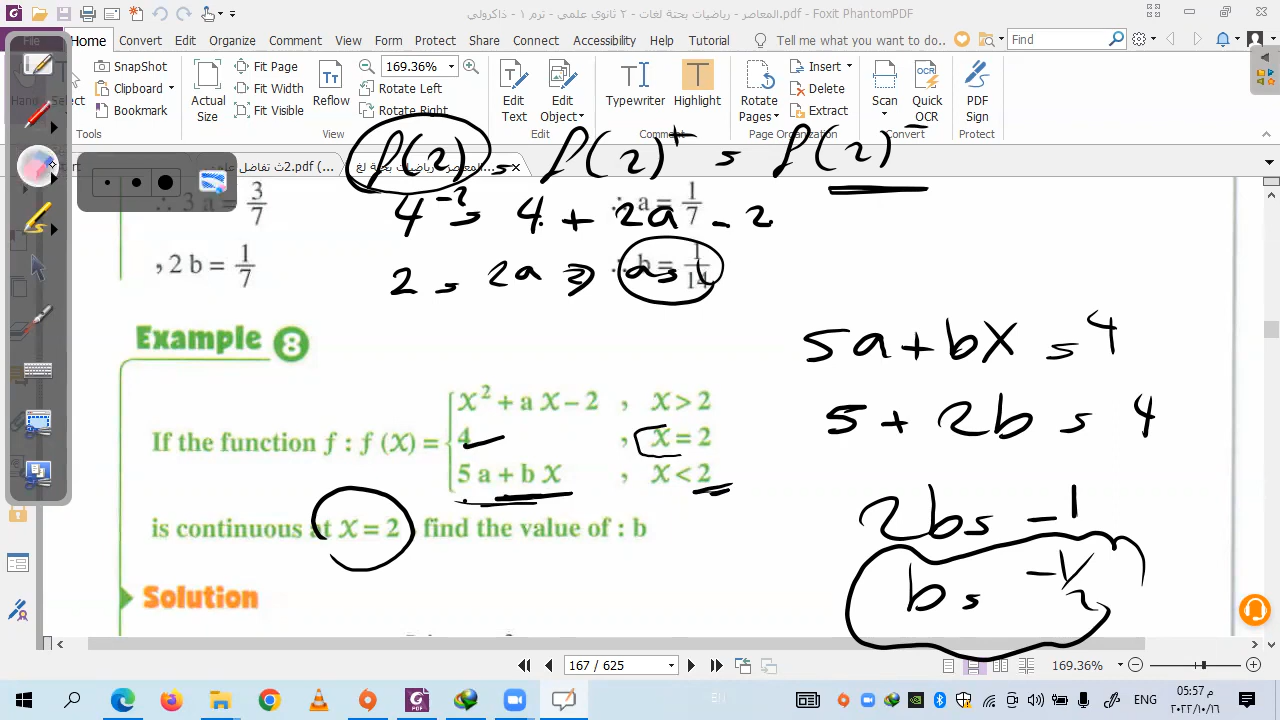 المعاصر - رياضيات بحتة لغات - ٢ ثانوي علمي - ترم ١ - ذاكرولي.pdf - Foxit PhantomPDF
File Home Convert Edit Organize Comment View Form Protect Share Accessibility Help Tutorial Tell me what you want to do.. Find
SnapShot
Clipboard
Bookmark
Hand
Select
Tools
Actual Size
Fit Page
Fit Width
Fit Visible
Reflow
169.36%
Rotate Left
Rotate Right
View
Edit Text
Edit Object
Edit
Typewriter
Highlight
Comment
Rotate Pages
Insert
Delete
Extract
Page Organization
Scan
Quick OCR
Convert
PDF Sign
Protect
f(2) = f(2)⁺ = f(2)⁻
∴ 3 a = 3/7
∴ a = 1/7
4 -2 = 4 + 2a - 2
, 2 b = 1/7
∴ b = 1/14
2 = 2a ⇒ a = 1
Example 8
5a + bX = 4
5 + 2b = 4
2b = -1
b = -1/2
If the function f : f (X) =
X² + a X – 2 , X > 2
4 , X = 2
5 a + b X , X < 2
is continuous at X = 2 , find the value of : b
Solution
167 / 625
169.36%
ENG
05:57 م